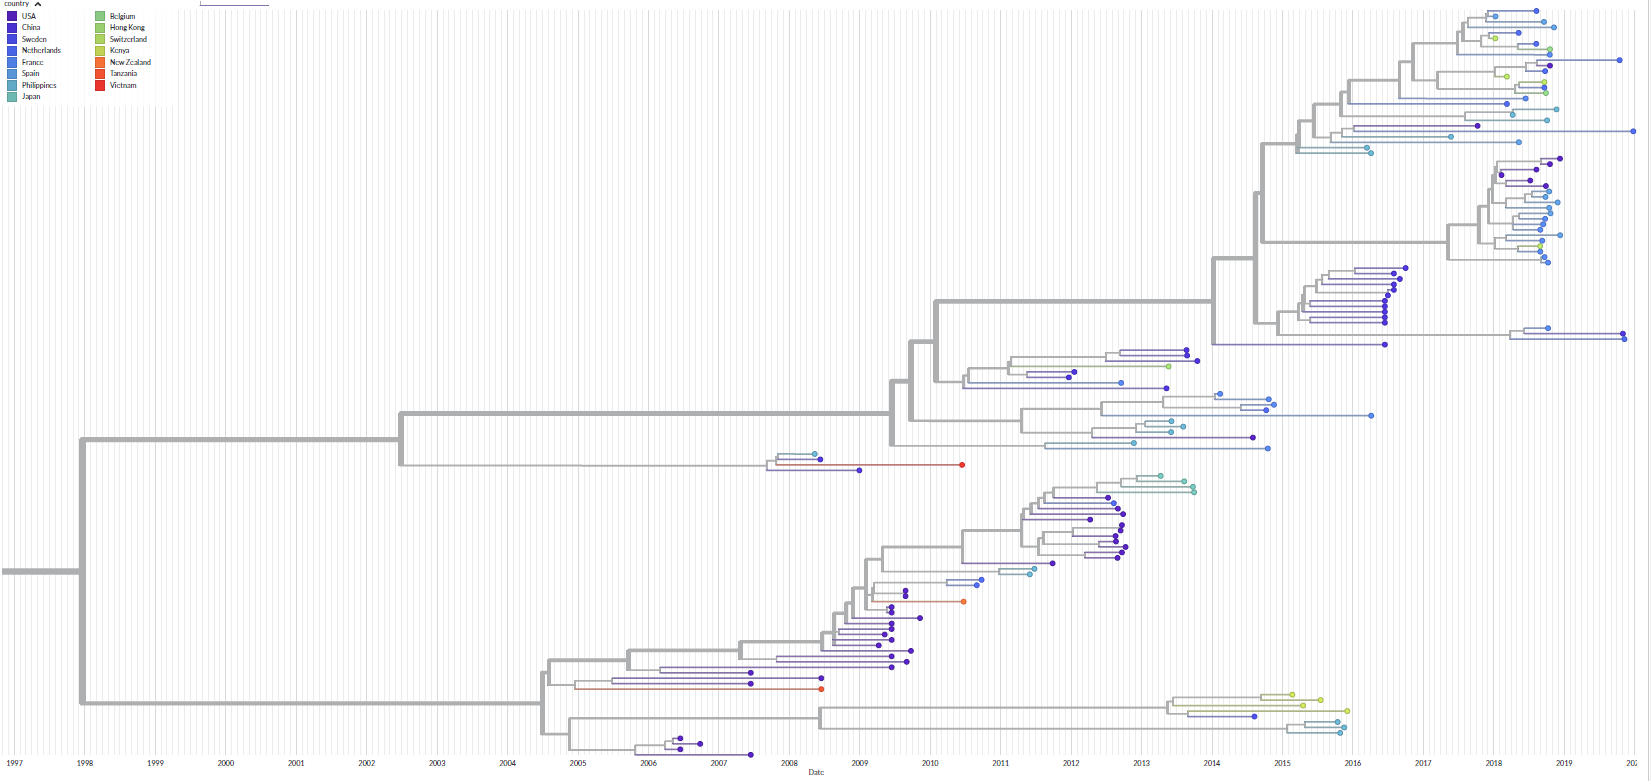 country
USA Belgium
China Hong Kong
Sweden Switzerland
Netherlands Kenya
France New Zealand
Spain Tanzania
Philippines Vietnam
Japan
1997 1998 1999 2000 2001 2002 2003 2004 2005 2006 2007 2008 2009 2010 2011 2012 2013 2014 2015 2016 2017 2018 2019 202
Date